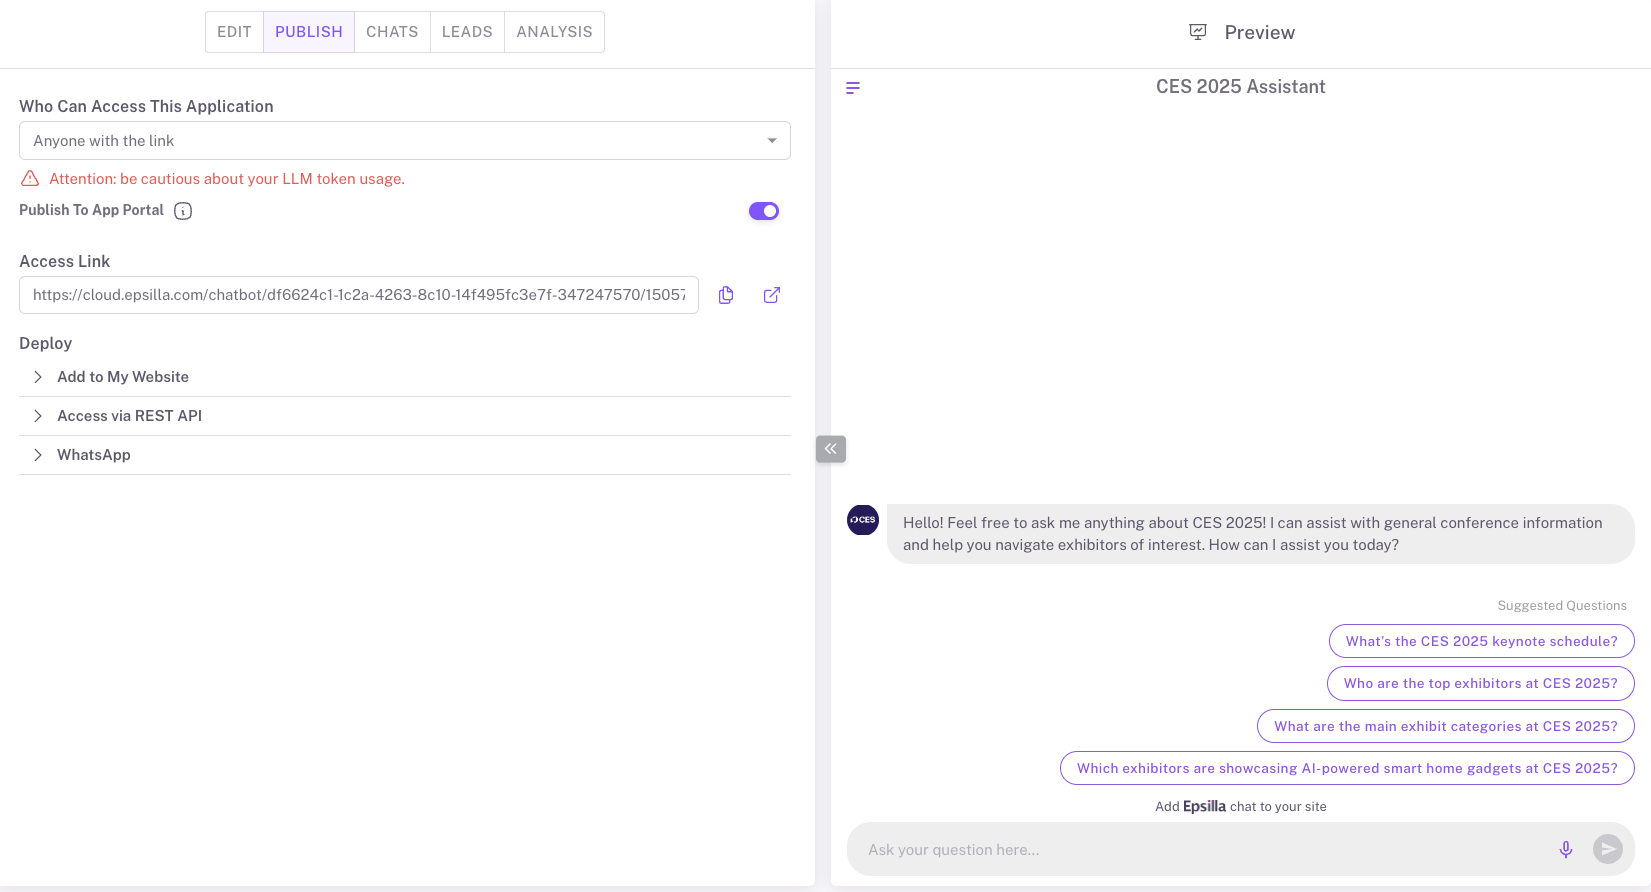 EDIT PUBLISH CHATS LEADS ANALYSIS
Who Can Access This Application
Anyone with the link
Attention: be cautious about your LLM token usage.
Publish To App Portal
Access Link
https://cloud.epsilla.com/chatbot/df6624c1-1c2a-4263-8c10-14f495fc3e7f-347247570/15057
Deploy
Add to My Website
Access via REST API
WhatsApp
Preview
CES 2025 Assistant
CES
Hello! Feel free to ask me anything about CES 2025! I can assist with general conference information
and help you navigate exhibitors of interest. How can I assist you today?
Suggested Questions
What's the CES 2025 keynote schedule?
Who are the top exhibitors at CES 2025?
What are the main exhibit categories at CES 2025?
Which exhibitors are showcasing AI-powered smart home gadgets at CES 2025?
Add Epsilla chat to your site
Ask your question here...